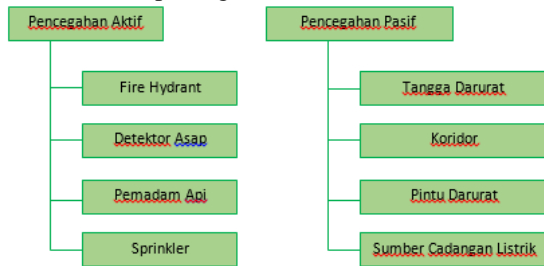 Pencegahan Aktif
Fire Hydrant
Detektor Asap
Pemadam Api
Sprinkler
Pencegahan Pasif
Tangga Darurat
Koridor
Pintu Darurat
Sumber Cadangan Listrik